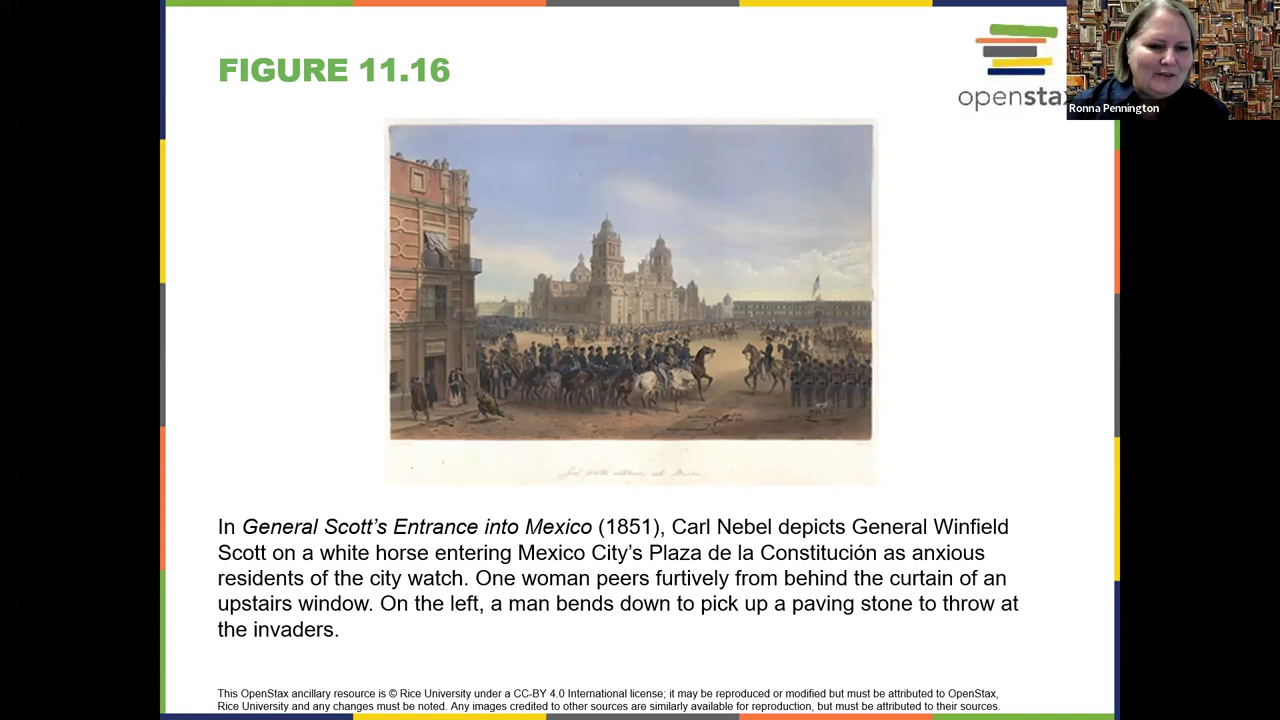 FIGURE 11.16
opensta
Ronna Pennington
In General Scott’s Entrance into Mexico (1851), Carl Nebel depicts General Winfield
Scott on a white horse entering Mexico City’s Plaza de la Constitución as anxious
residents of the city watch. One woman peers furtively from behind the curtain of an
upstairs window. On the left, a man bends down to pick up a paving stone to throw at
the invaders.
This OpenStax ancillary resource is © Rice University under a CC-BY 4.0 International license; it may be reproduced or modified but must be attributed to OpenStax,
Rice University and any changes must be noted. Any images credited to other sources are similarly available for reproduction, but must be attributed to their sources.